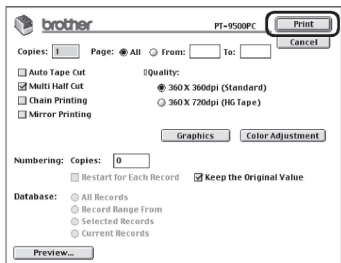 brother PT-9500PC Print
Cancel
Copies: 1 Page: All From: To:
Auto Tape Cut Quality:
Multi Half Cut 360 X 360dpi (Standard)
Chain Printing 360 X 720dpi (HG Tape)
Mirror Printing
Graphics Color Adjustment
Numbering: Copies: 0
Restart for Each Record Keep the Original Value
Database: All Records
Record Range From
Selected Records
Current Records
Preview...